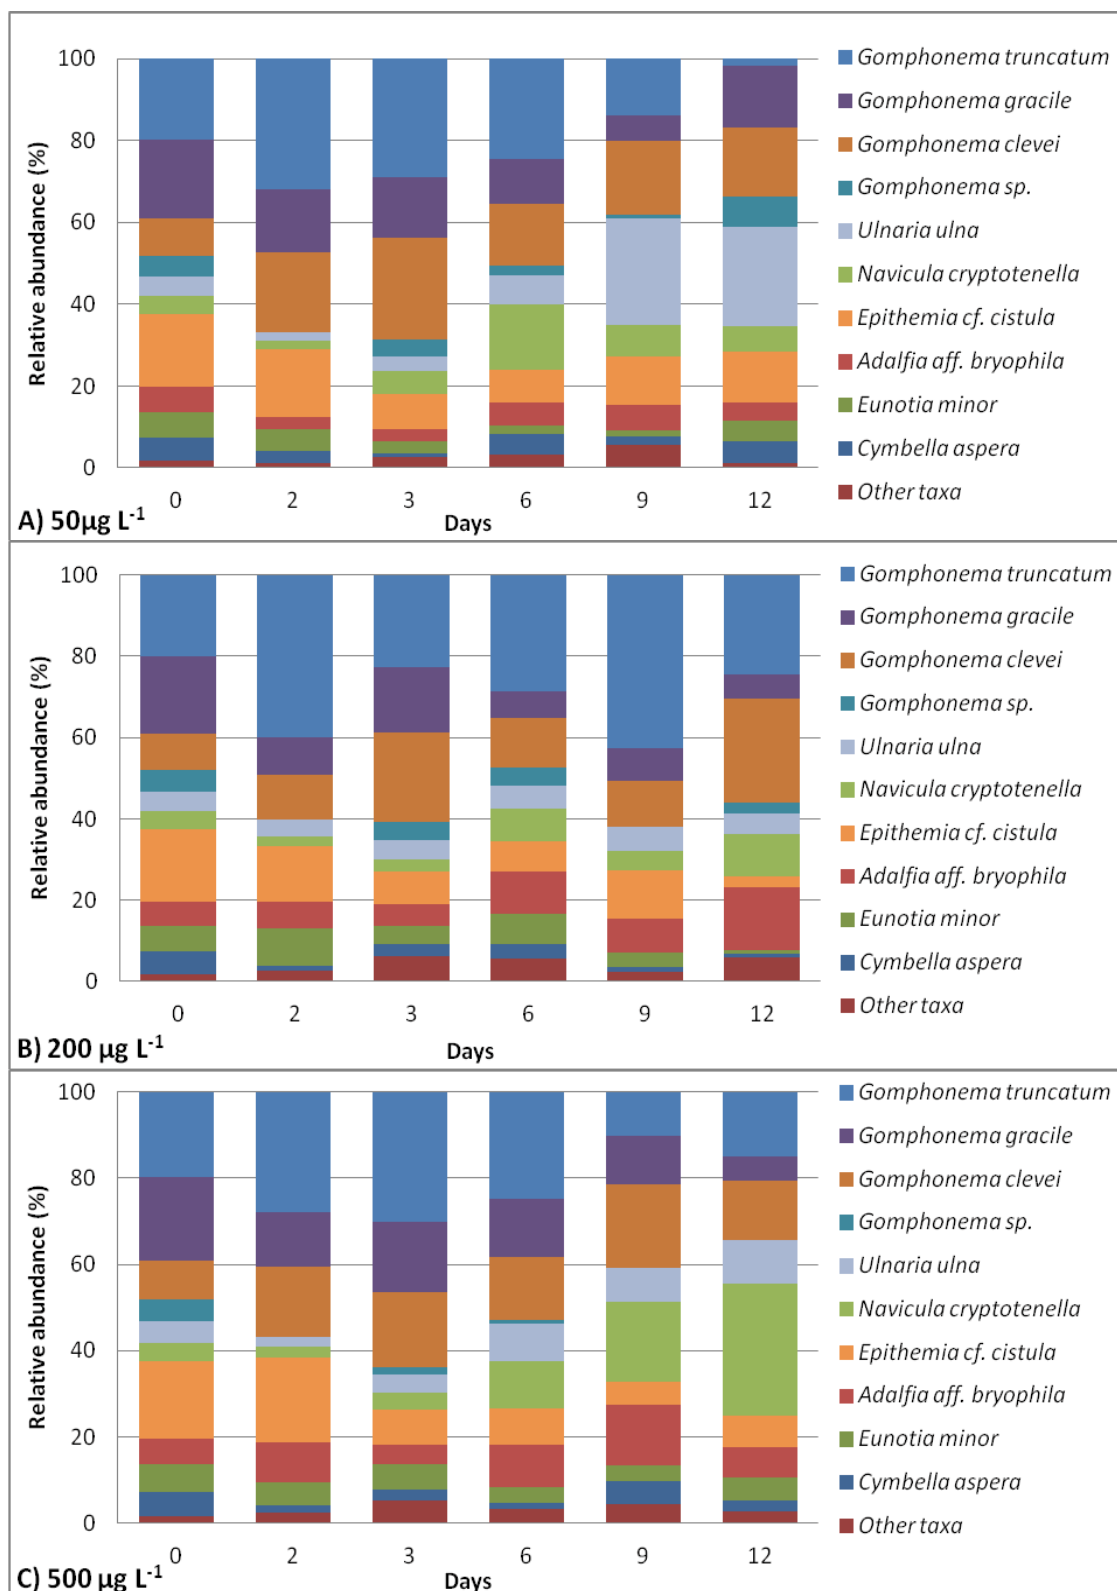 Relative abundance (%)
100
80
60
40
20
0
0 2 3 6 9 12
Days
A) 50µg L-1
Gomphonema truncatum
Gomphonema gracile
Gomphonema clevei
Gomphonema sp.
Ulnaria ulna
Navicula cryptotenella
Epithemia cf. cistula
Adalfia aff. bryophila
Eunotia minor
Cymbella aspera
Other taxa
Relative abundance (%)
100
80
60
40
20
0
0 2 3 6 9 12
Days
B) 200 µg L-1
Gomphonema truncatum
Gomphonema gracile
Gomphonema clevei
Gomphonema sp.
Ulnaria ulna
Navicula cryptotenella
Epithemia cf. cistula
Adalfia aff. bryophila
Eunotia minor
Cymbella aspera
Other taxa
Relative abundance (%)
100
80
60
40
20
0
0 2 3 6 9 12
Days
C) 500 µg L-1
Gomphonema truncatum
Gomphonema gracile
Gomphonema clevei
Gomphonema sp.
Ulnaria ulna
Navicula cryptotenella
Epithemia cf. cistula
Adalfia aff. bryophila
Eunotia minor
Cymbella aspera
Other taxa